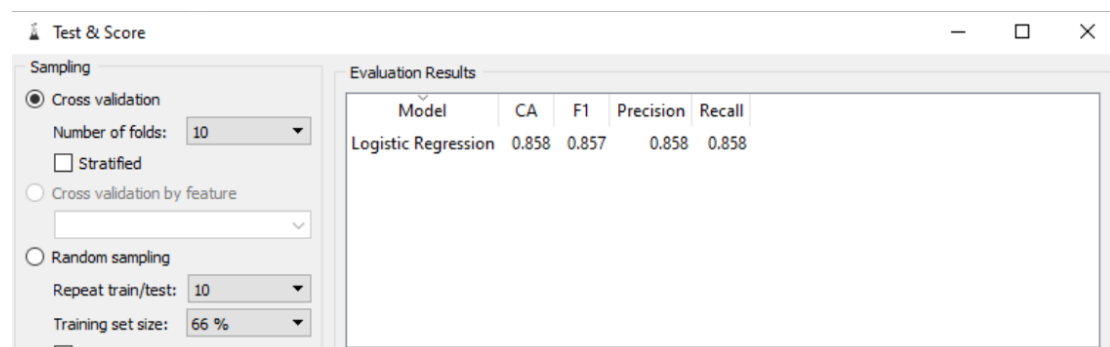 Test & Score
Sampling
Cross validation
Number of folds: 10
Stratified
Cross validation by feature
Random sampling
Repeat train/test: 10
Training set size: 66 %
Evaluation Results
Model CA F1 Precision Recall
Logistic Regression 0.858 0.857 0.858 0.858